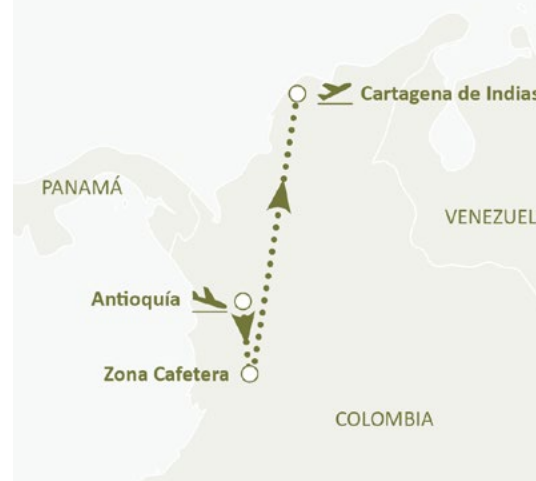 Cartagena de Indias
PANAMÁ
VENEZUEL
Antioquía
Zona Cafetera
COLOMBIA